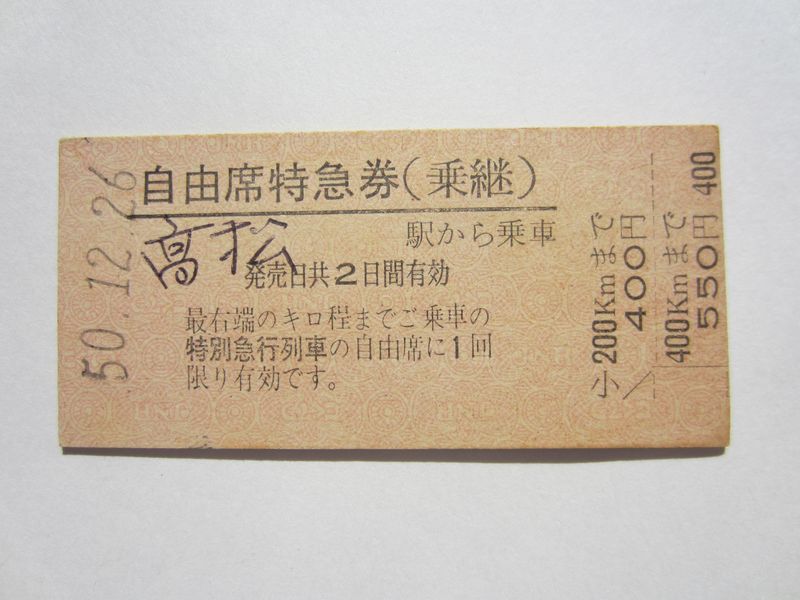 50.12.26
自由席特急券(乗継)
髙松 駅から乗車
発売日共2日間有効
最右端のキロ程までご乗車の
特別急行列車の自由席に1回
限り有効です。
小 200Kmまで 400円
400Kmまで 550円 400